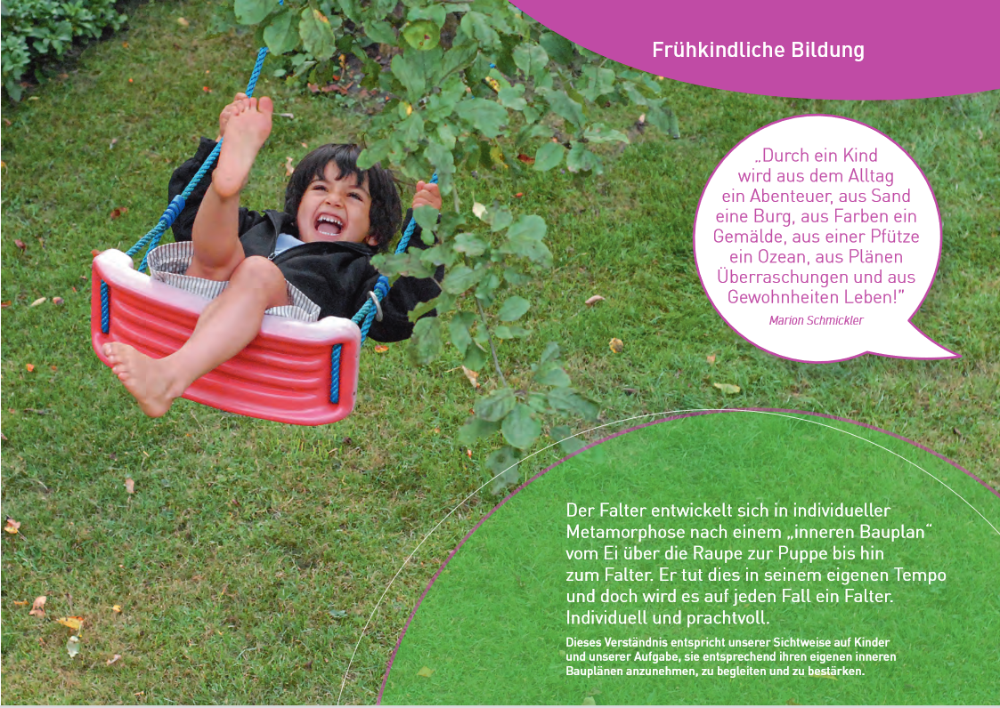 Frühkindliche Bildung
„Durch ein Kind
wird aus dem Alltag
ein Abenteuer, aus Sand
eine Burg, aus Farben ein
Gemälde, aus einer Pfütze
ein Ozean, aus Plänen
Überraschungen und aus
Gewohnheiten Leben!”
Marion Schmickler
Der Falter entwickelt sich in individueller
Metamorphose nach einem „inneren Bauplan“
vom Ei über die Raupe zur Puppe bis hin
zum Falter. Er tut dies in seinem eigenen Tempo
und doch wird es auf jeden Fall ein Falter.
Individuell und prachtvoll.
Dieses Verständnis entspricht unserer Sichtweise auf Kinder
und unserer Aufgabe, sie entsprechend ihren eigenen inneren
Bauplänen anzunehmen, zu begleiten und zu bestärken.